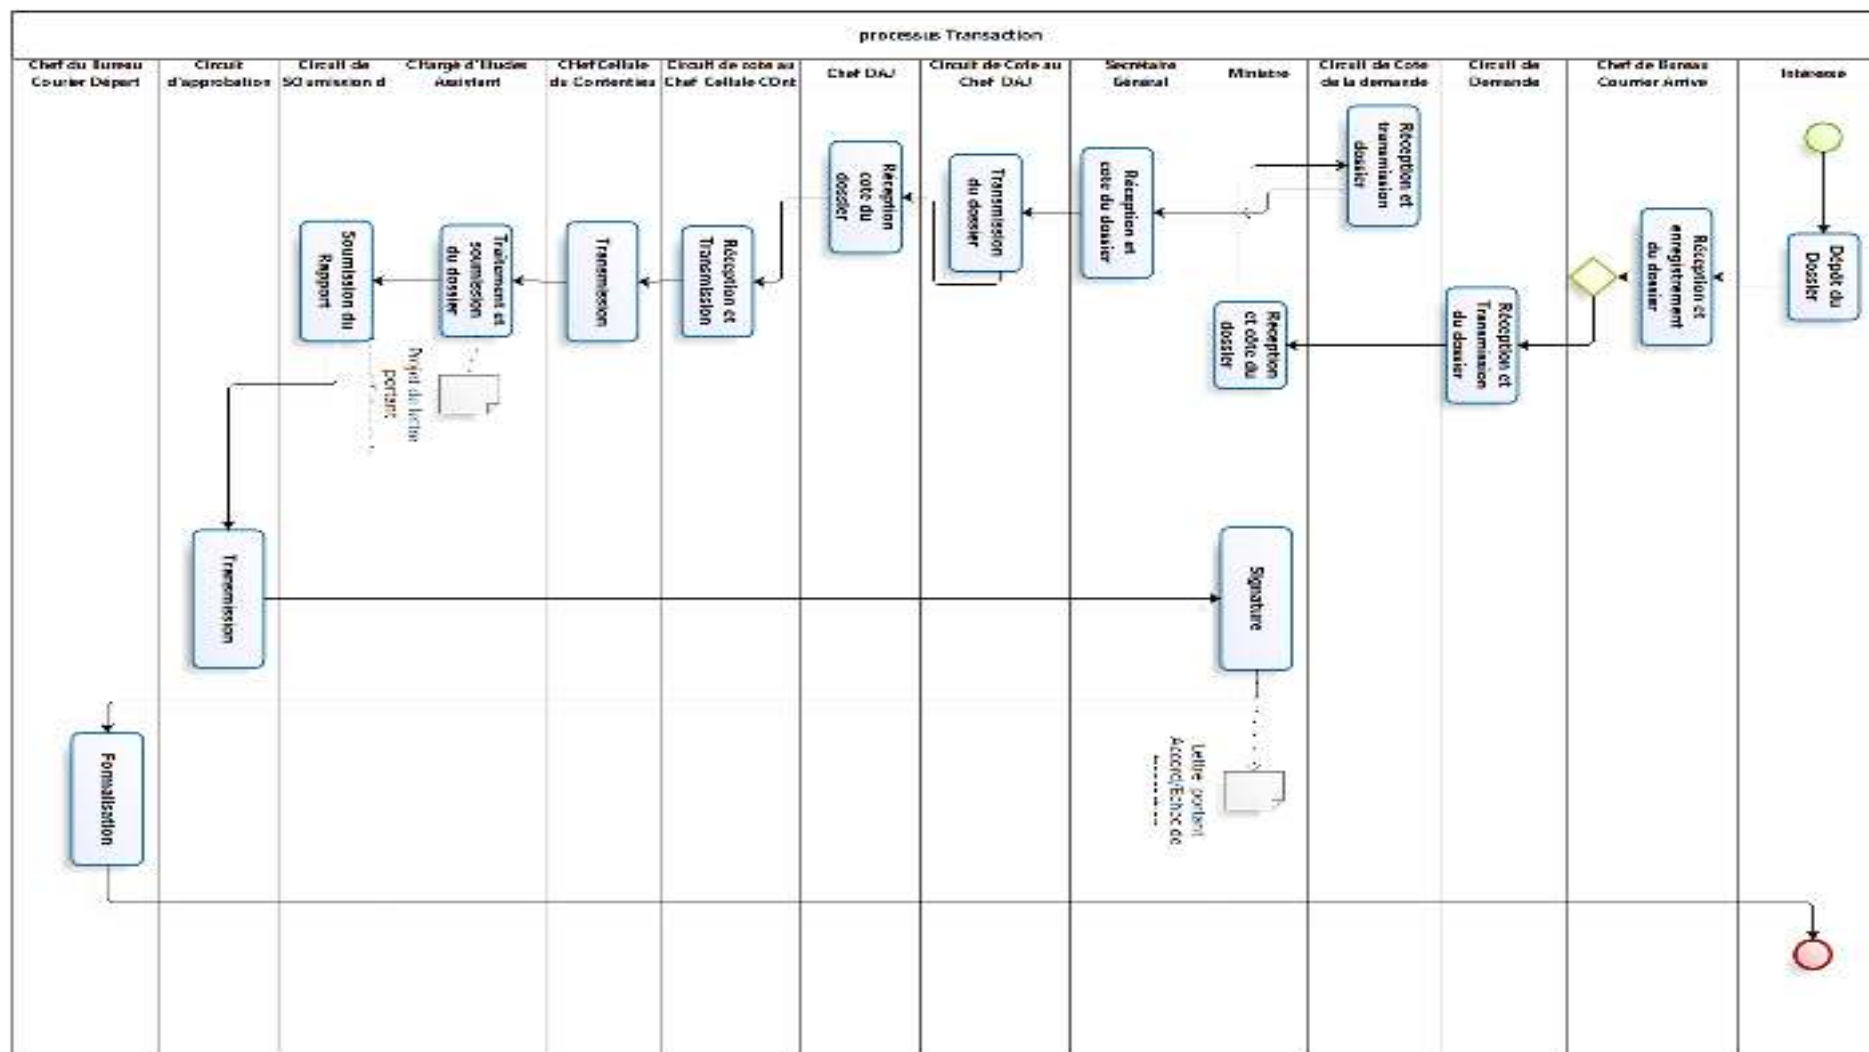 processus Transaction
Chef du Bureau
Courier Départ
Circuit
d'approbation
Circuit de
SOumission d
Chargé d'Etudes
Assistant
CHef Cellule
du Contentieu
Circuit de cote au
Chef Cellule COnt
Chef DAJ
Circuit de Cote au
Chef DAJ
Secrétaire
Général
Ministre
Circuit de Cote
de la demande
Circuit de
Demande
Chef de Bureau
Courrier Arrive
Intéressé
Dépôt du
Dossier
Réception et
enregistrement
du dossier
Réception et
Transmission
du dossier
Réception
et côte du
dossier
Réception et
transmission
dossier
Réception et
cote du dossier
Transmission
du dossier
Réception
cote du
dossier
Réception et
Transmission
Transmission
Traitement et
soumission
du dossier
Projet de lettre
portant
Soumission du
Rapport
Transmission
Signature
Lettre portant
Accord/Echec de
Formalisation